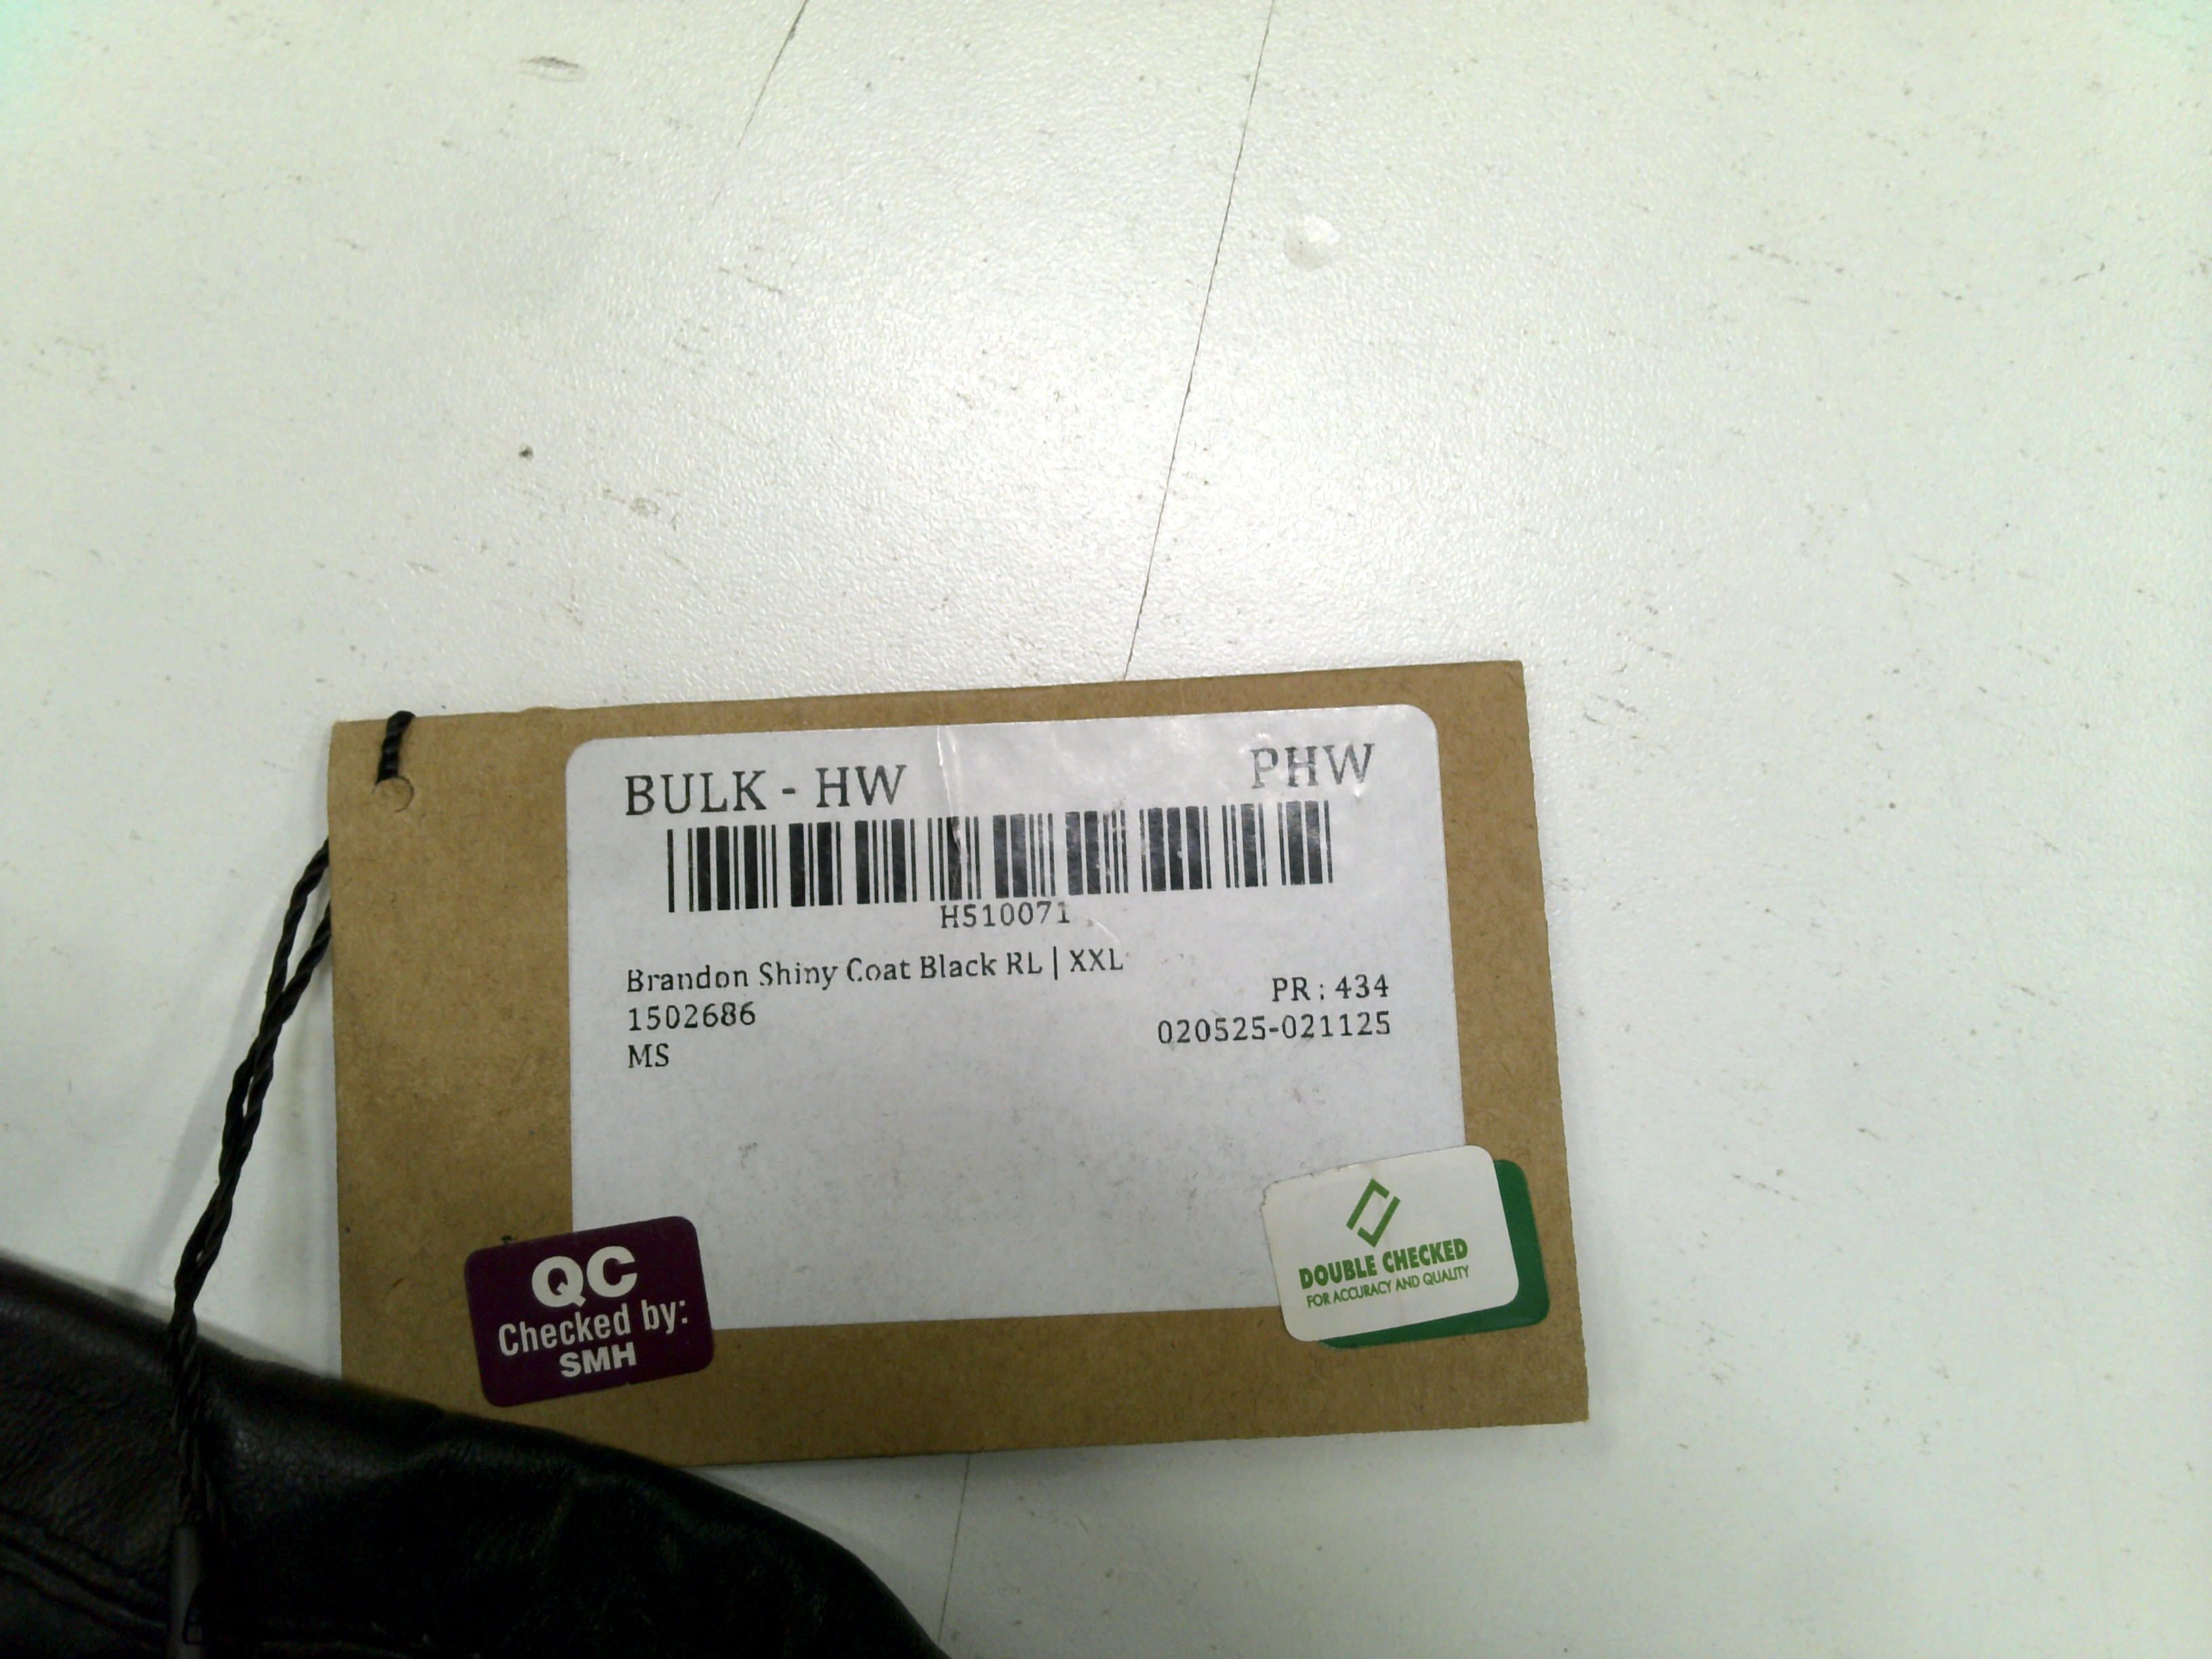 BULK - HW
PHW
H510071
Brandon Shiny Coat Black RL | XXL
1502686
PR : 434
020525-021125
MS
QC
Checked by:
SMH
DOUBLE CHECKED
FOR ACCURACY AND QUALITY